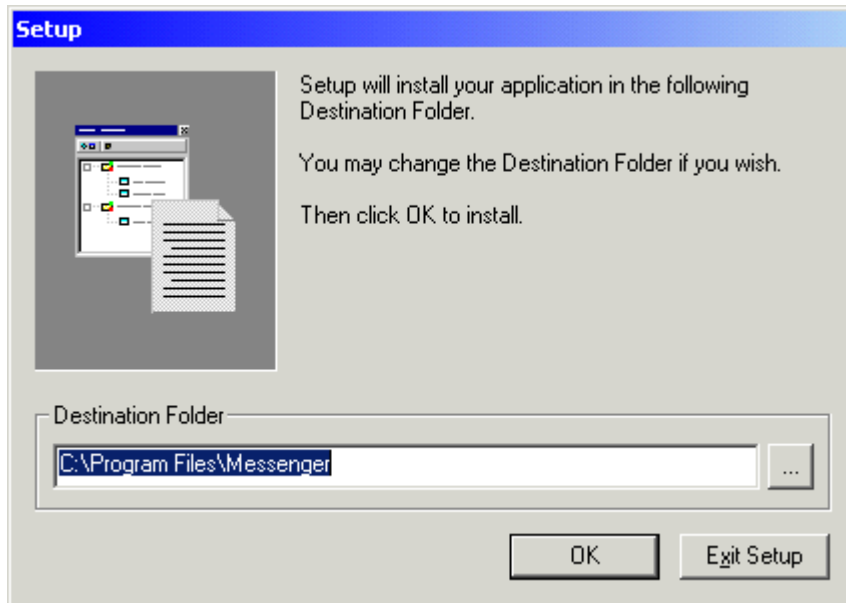 Setup
Setup will install your application in the following
Destination Folder.
You may change the Destination Folder if you wish.
Then click OK to install.
Destination Folder
C:\Program Files\Messenger
...
OK
Exit Setup